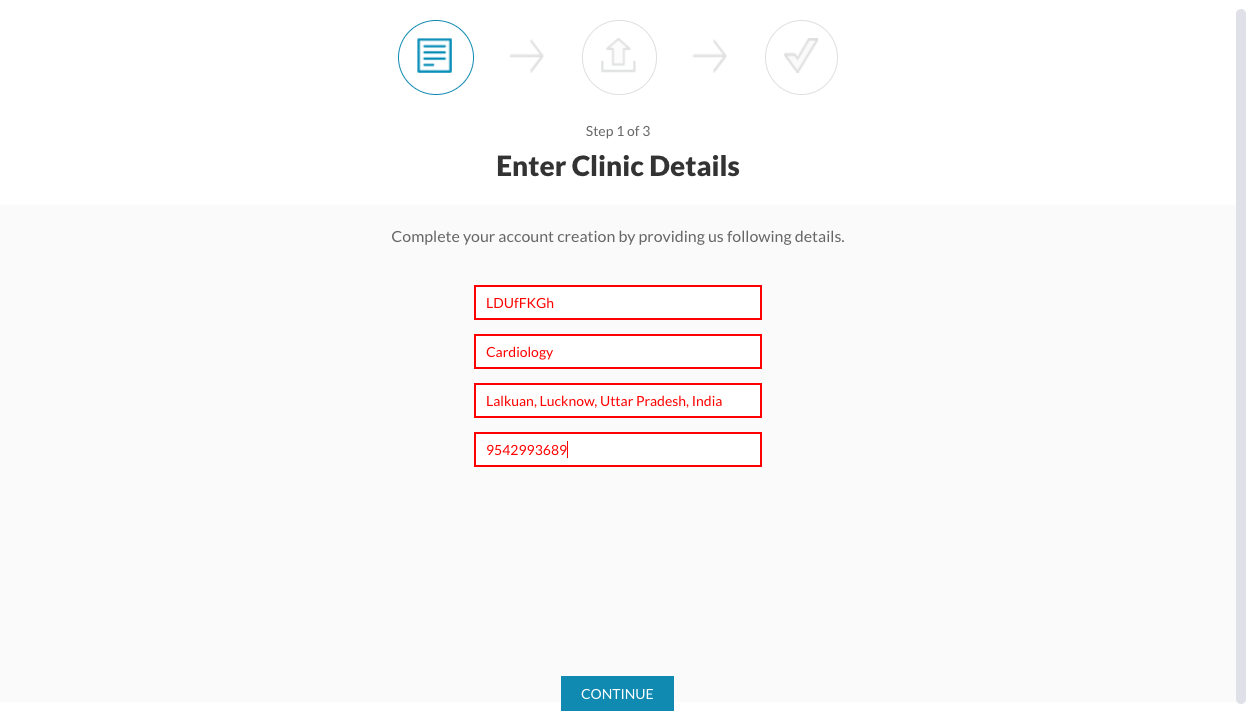 Step 1 of 3
Enter Clinic Details
Complete your account creation by providing us following details.
LDUfFKGh
Cardiology
Lalkuan, Lucknow, Uttar Pradesh, India
9542993689
CONTINUE